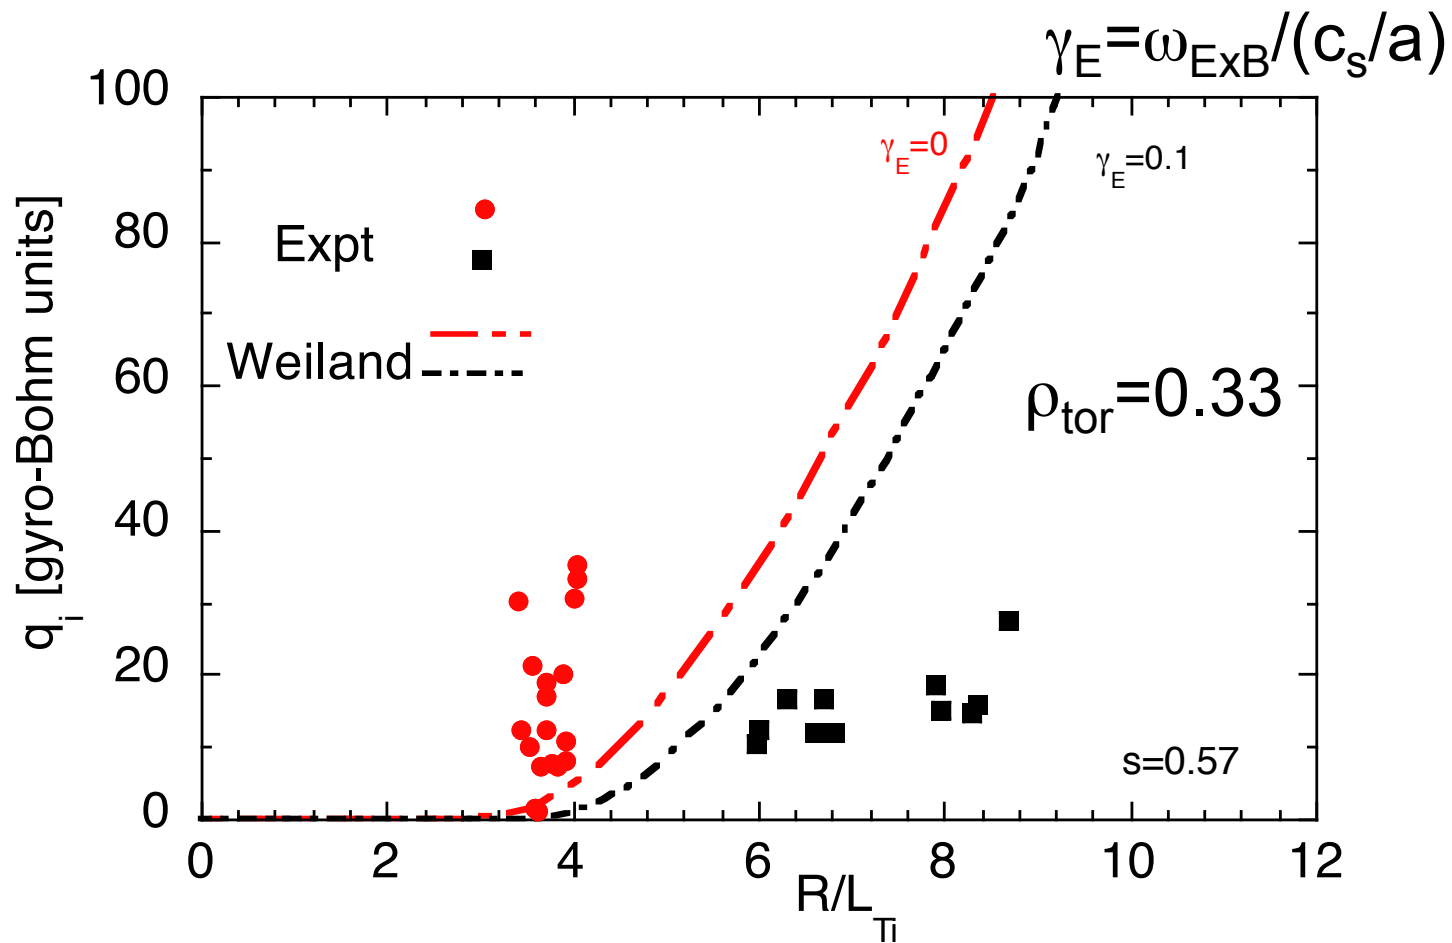 γE=ωExB/(cs/a)
100
80
60
40
20
0
qi [gyro-Bohm units]
γE=0
γE=0.1
Expt
Weiland
ρtor=0.33
s=0.57
0 2 4 6 8 10 12
R/LTi